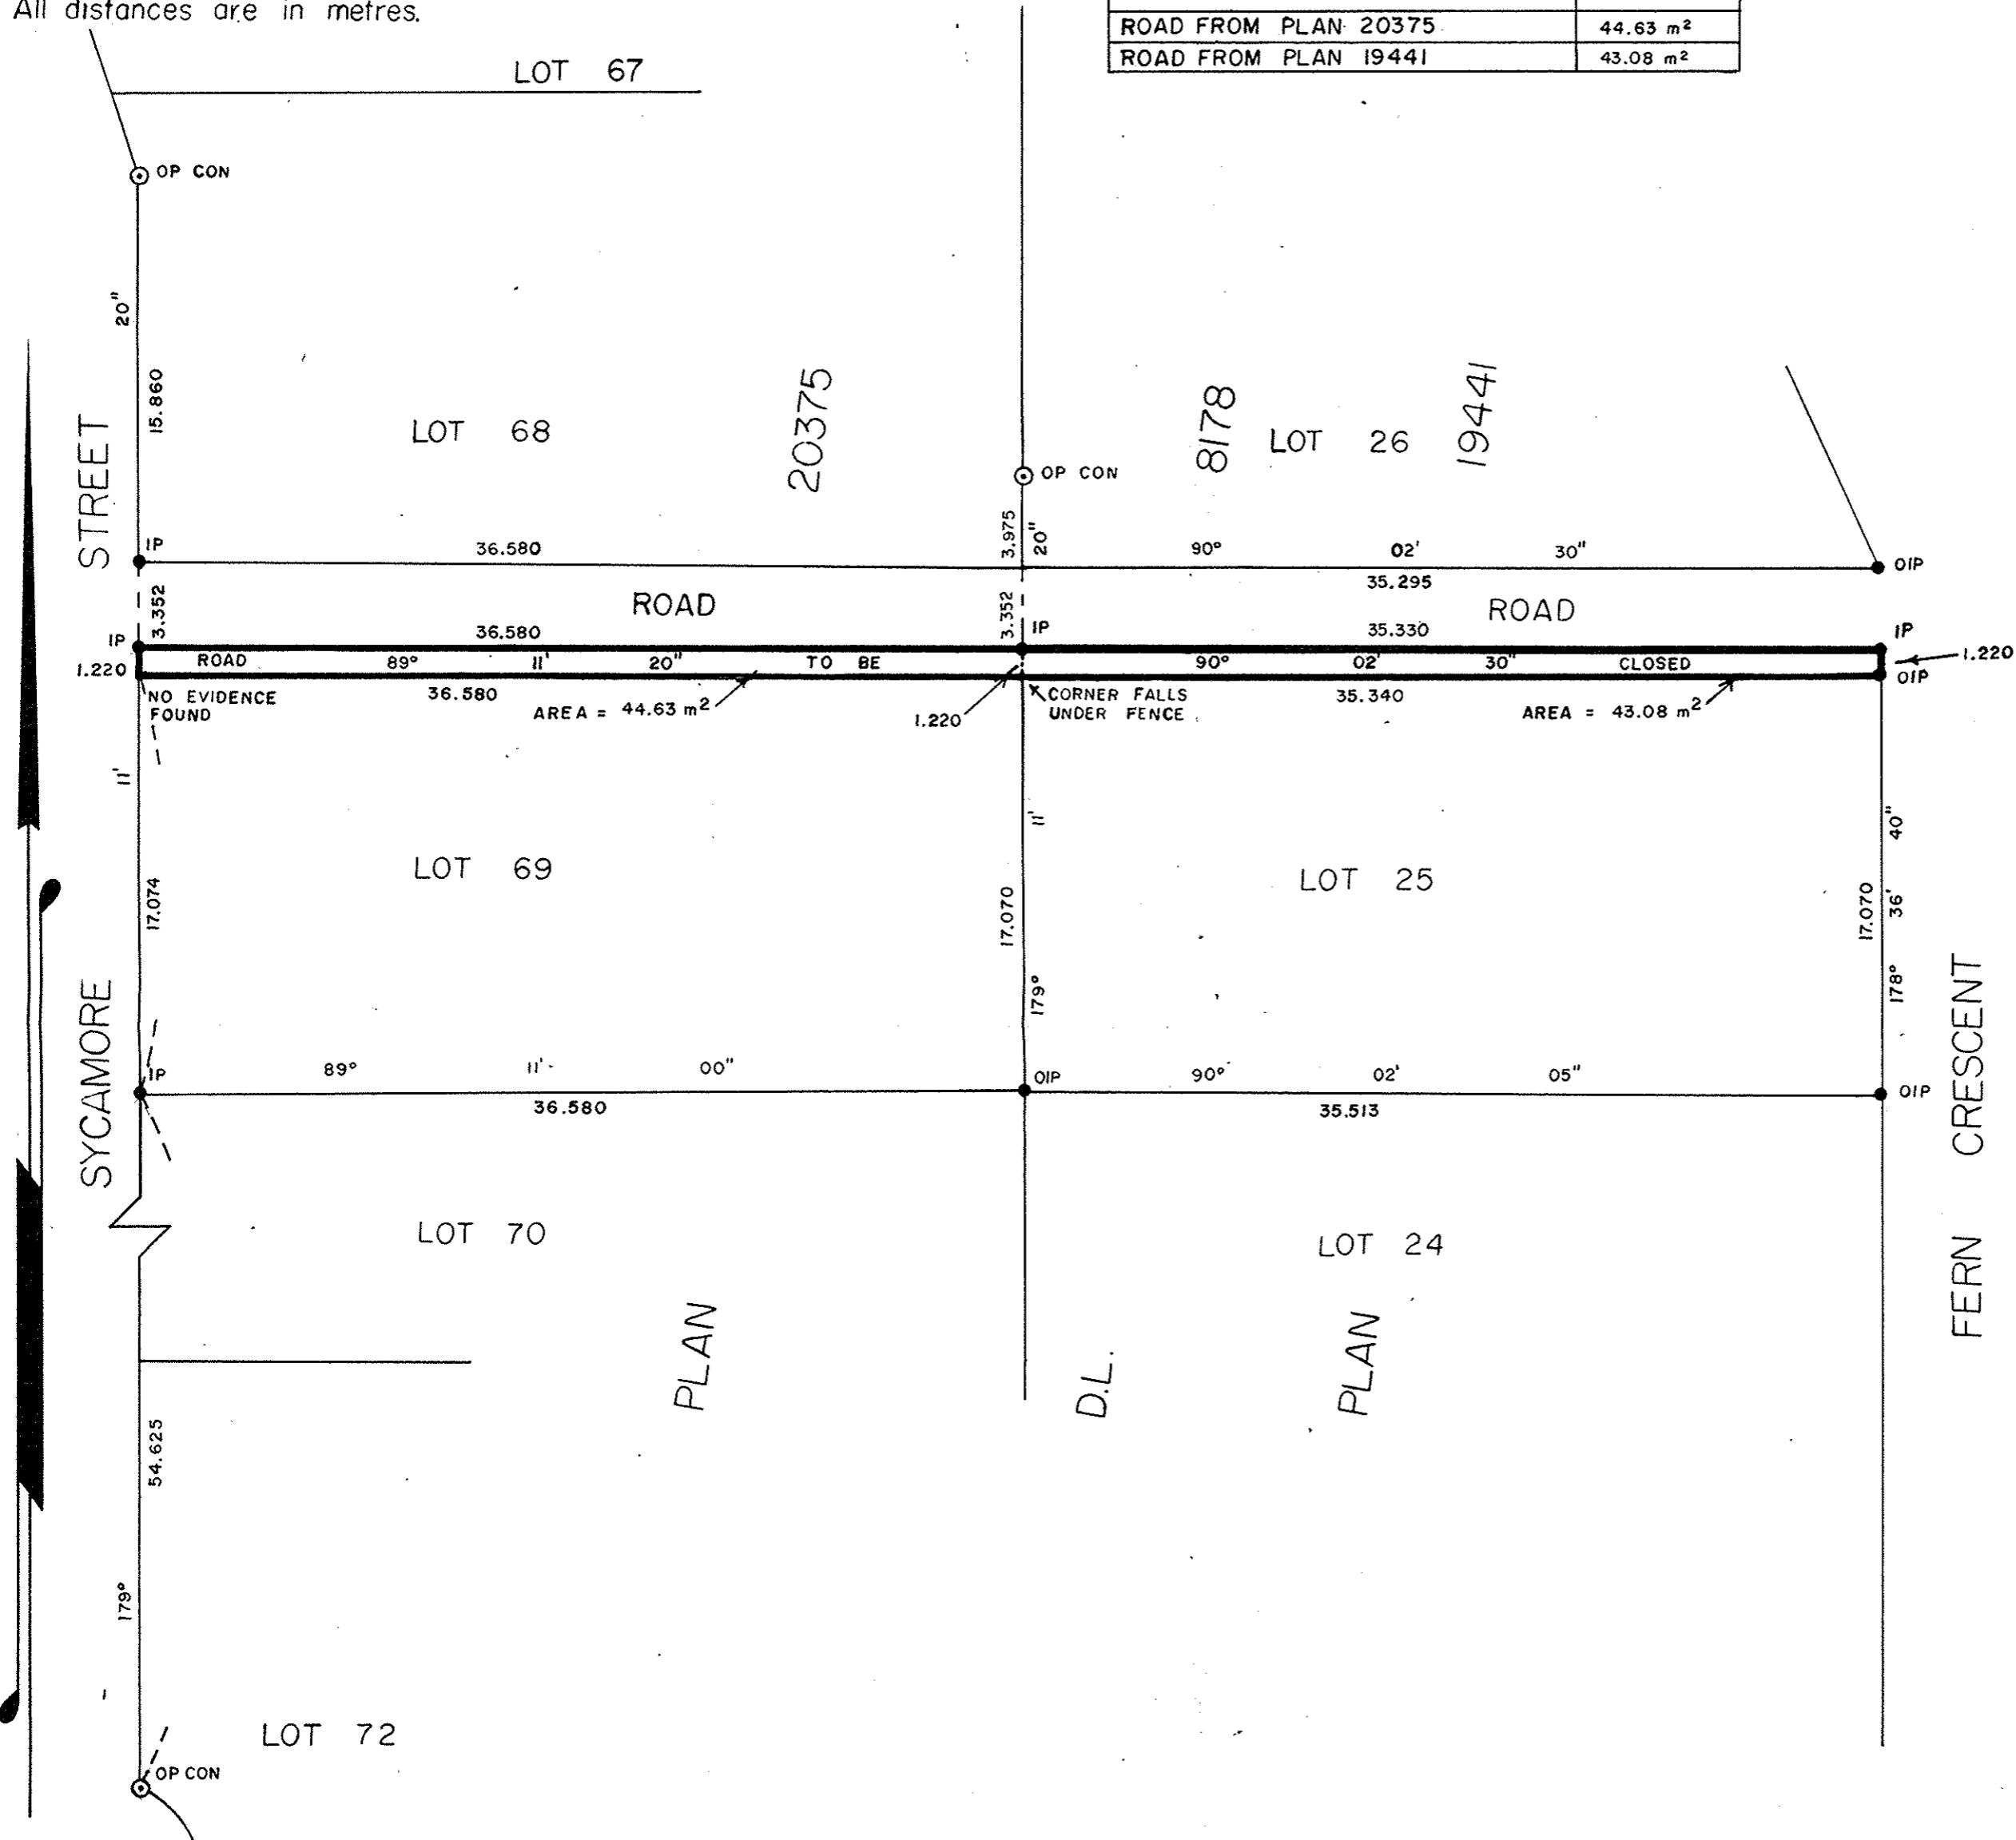 All distances are in metres.
ROAD FROM PLAN 20375 44.63 m²
ROAD FROM PLAN 19441 43.08 m²
LOT 67
OP CON
20"
15.860
STREET
LOT 68
20375
8178
LOT 26
19441
OP CON
3.975
20"
IP
36.580
90° 02' 30"
OIP
35.295
3.352
ROAD
3.352
ROAD
IP
36.580
IP
35.330
IP
1.220
ROAD 89° 11' 20" TO BE
90° 02' 30" CLOSED
1.220
OIP
NO EVIDENCE
FOUND
36.580
AREA = 44.63 m²
1.220
CORNER FALLS
UNDER FENCE
35.340
AREA = 43.08 m²
11'
11'
40"
LOT 69
LOT 25
17.074
17.070
17.070
36'
179°
178°
SYCAMORE
FERN CRESCENT
IP
89° 11' 00"
OIP
90° 02' 05"
OIP
36.580
35.513
LOT 70
LOT 24
PLAN
D.L.
PLAN
54.625
179°
LOT 72
OP CON